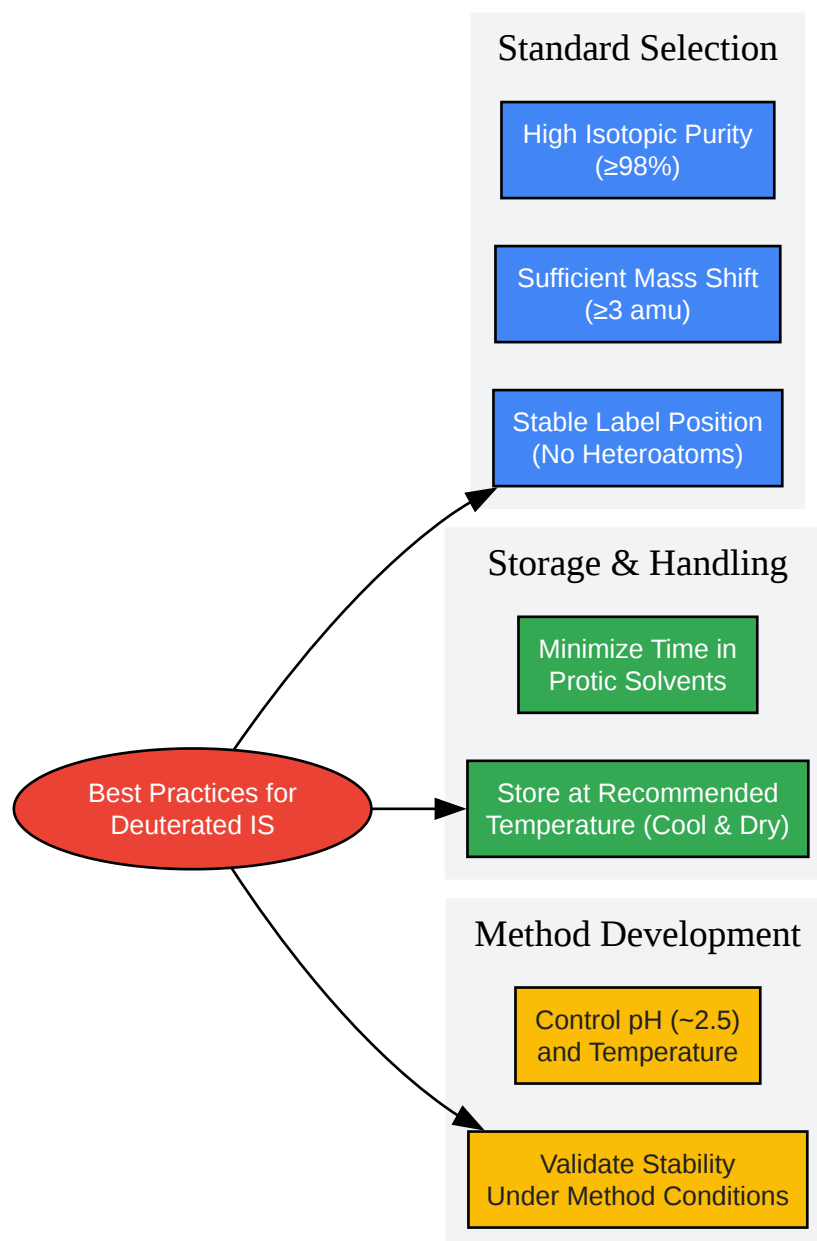 Standard Selection
High Isotopic Purity
(≥98%)
Sufficient Mass Shift
(≥3 amu)
Stable Label Position
(No Heteroatoms)
Storage & Handling
Minimize Time in
Protic Solvents
Best Practices for
Deuterated IS
Store at Recommended
Temperature (Cool & Dry)
Method Development
Control pH (~2.5)
and Temperature
Validate Stability
Under Method Conditions